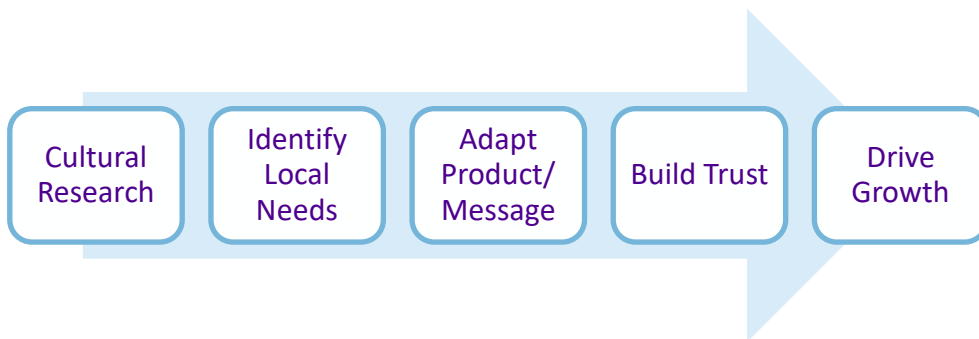 Cultural
Research
Identify
Local
Needs
Adapt
Product/
Message
Build Trust
Drive
Growth